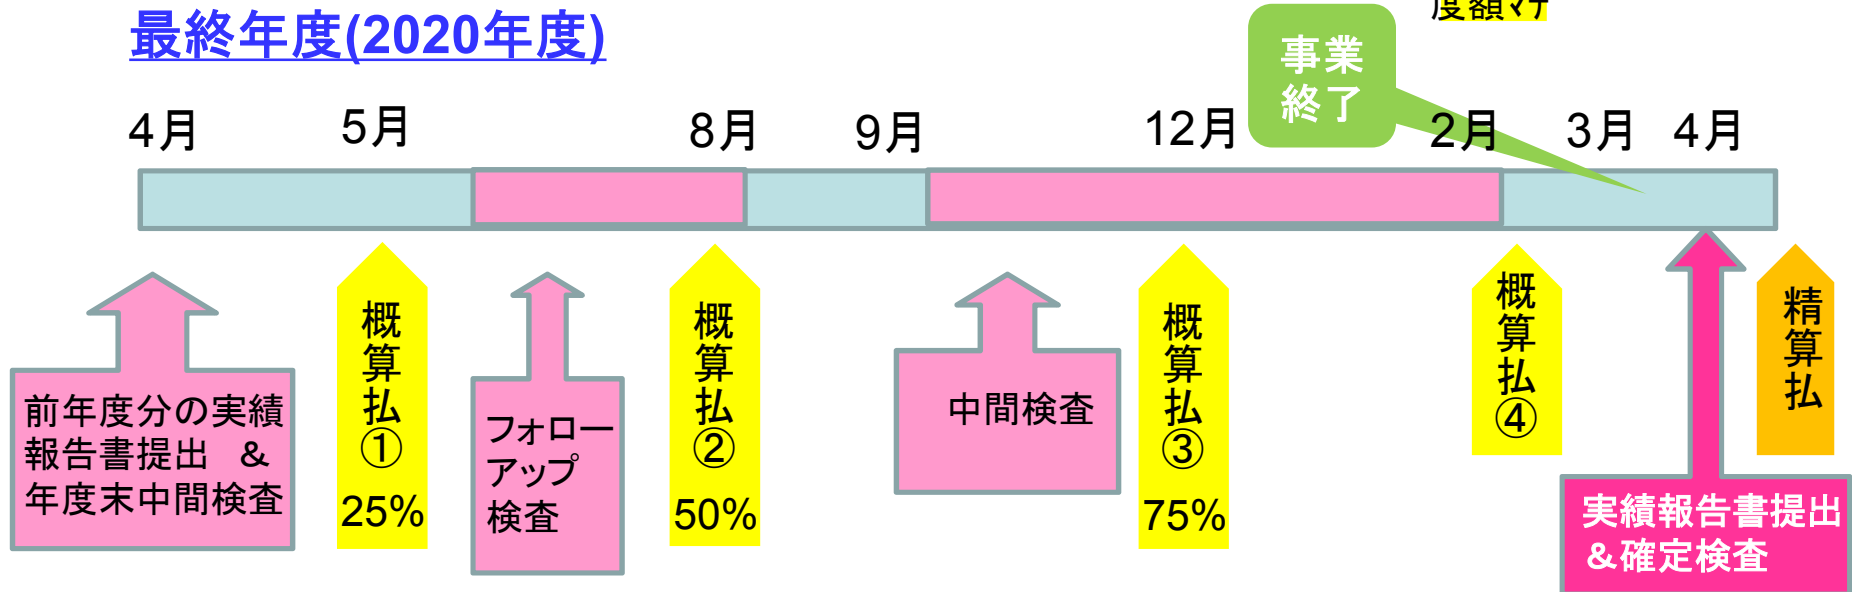 度額マデ
最終年度(2020年度)
事業
終了
4月
5月
8月
9月
12月
2月
3月
4月
前年度分の実績
報告書提出 &
年度末中間検査
概算払①
25%
フォロー
アップ
検査
概算払②
50%
中間検査
概算払③
75%
概算払④
実績報告書提出
&確定検査
精算払